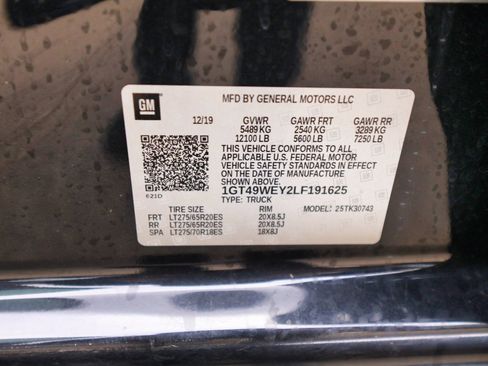 GM
MFD BY GENERAL MOTORS LLC
12/19 GVWR GAWR FRT GAWR RR
5489 KG 2540 KG 3289 KG
12100 LB 5600 LB 7250 LB
THIS VEHICLE CONFORMS TO ALL
APPLICABLE U.S. FEDERAL MOTOR
VEHICLE SAFETY STANDARDS IN EFFECT
ON THE DATE OF MANUFACTURE
SHOWN ABOVE.
1GT49WEY2LF191625
TYPE: TRUCK
621D
TIRE SIZE RIM MODEL: 25TK30743
FRT LT275/65R20ES 20X8.5J
RR LT275/65R20ES 20X8.5J
SPA LT275/70R18ES 18X8J